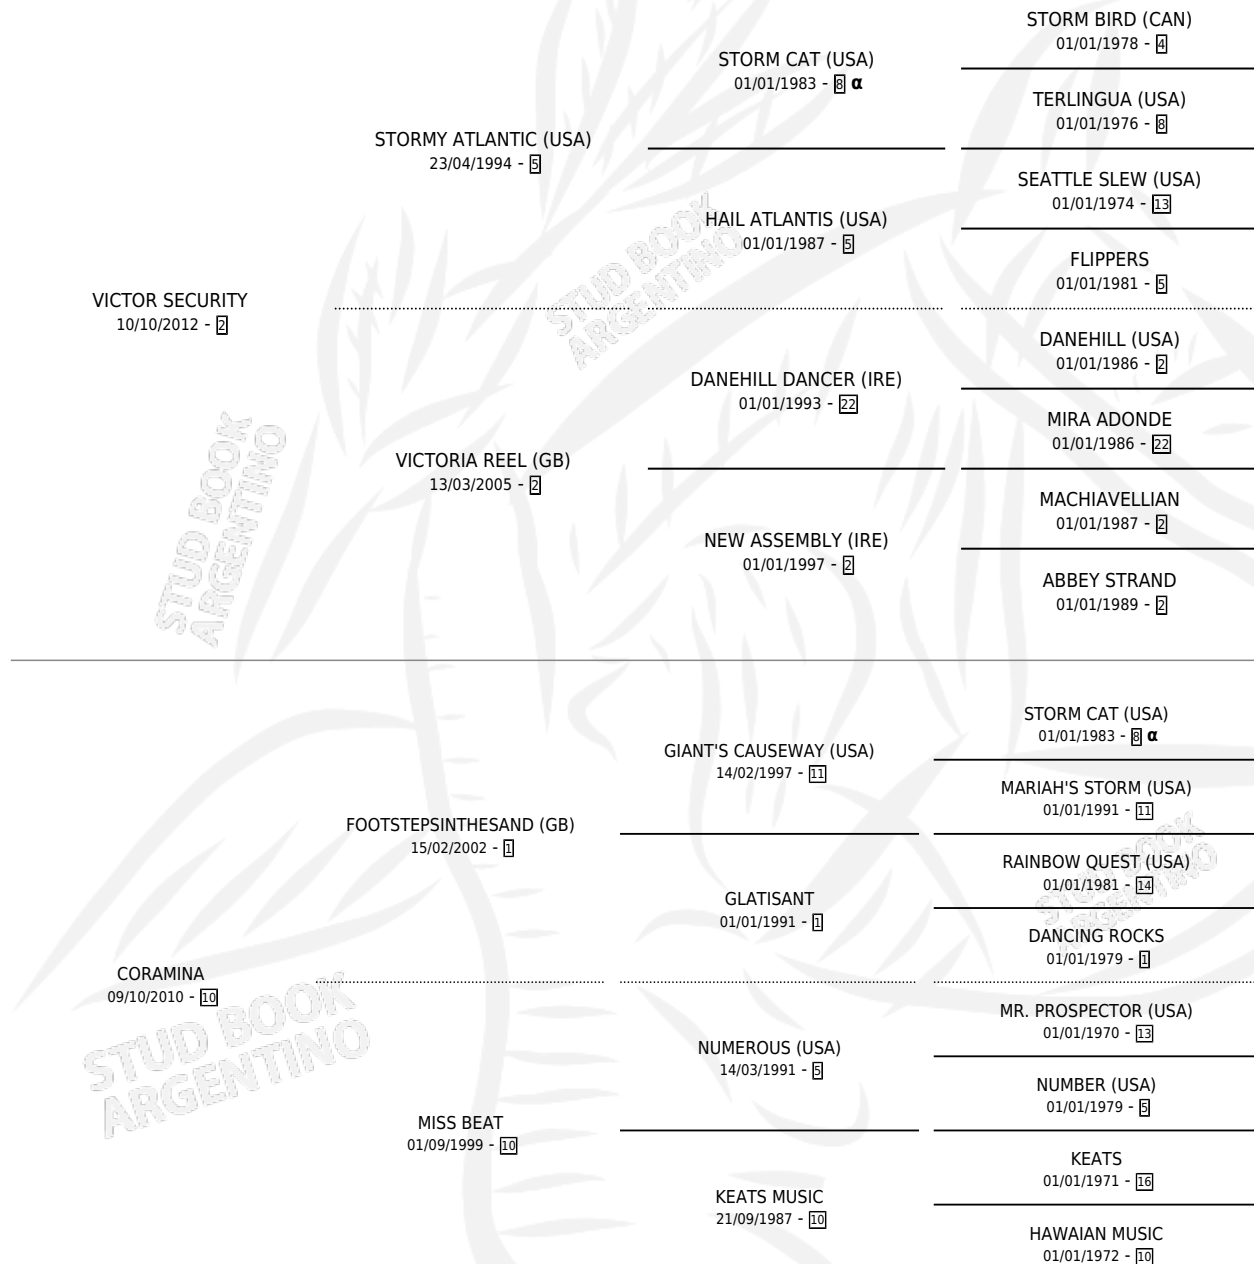 STORM BIRD (CAN)
01/01/1978 - 4
STORM CAT (USA)
01/01/1983 - 8 α
TERLINGUA (USA)
01/01/1976 - 8
STORMY ATLANTIC (USA)
23/04/1994 - 5
SEATTLE SLEW (USA)
01/01/1974 - 13
HAIL ATLANTIS (USA)
01/01/1987 - 5
FLIPPERS
01/01/1981 - 5
VICTOR SECURITY
10/10/2012 - 2
DANEHILL (USA)
01/01/1986 - 2
DANEHILL DANCER (IRE)
01/01/1993 - 22
MIRA ADONDE
01/01/1986 - 22
VICTORIA REEL (GB)
13/03/2005 - 2
MACHIAVELLIAN
01/01/1987 - 2
NEW ASSEMBLY (IRE)
01/01/1997 - 2
ABBEY STRAND
01/01/1989 - 2
STUD BOOK
ARGENTINO
STUD BOOK
ARGENTINO
STORM CAT (USA)
01/01/1983 - 8 α
GIANT'S CAUSEWAY (USA)
14/02/1997 - 11
MARIAH'S STORM (USA)
01/01/1991 - 11
FOOTSTEPSINTHESAND (GB)
15/02/2002 - 1
RAINBOW QUEST (USA)
01/01/1981 - 14
GLATISANT
01/01/1991 - 1
DANCING ROCKS
01/01/1979 - 1
CORAMINA
09/10/2010 - 10
MR. PROSPECTOR (USA)
01/01/1970 - 13
NUMEROUS (USA)
14/03/1991 - 5
NUMBER (USA)
01/01/1979 - 5
MISS BEAT
01/09/1999 - 10
KEATS
01/01/1971 - 16
KEATS MUSIC
21/09/1987 - 10
HAWAIAN MUSIC
01/01/1972 - 10
STUD BOOK
ARGENTINO
STUD BOOK
ARGENTINO